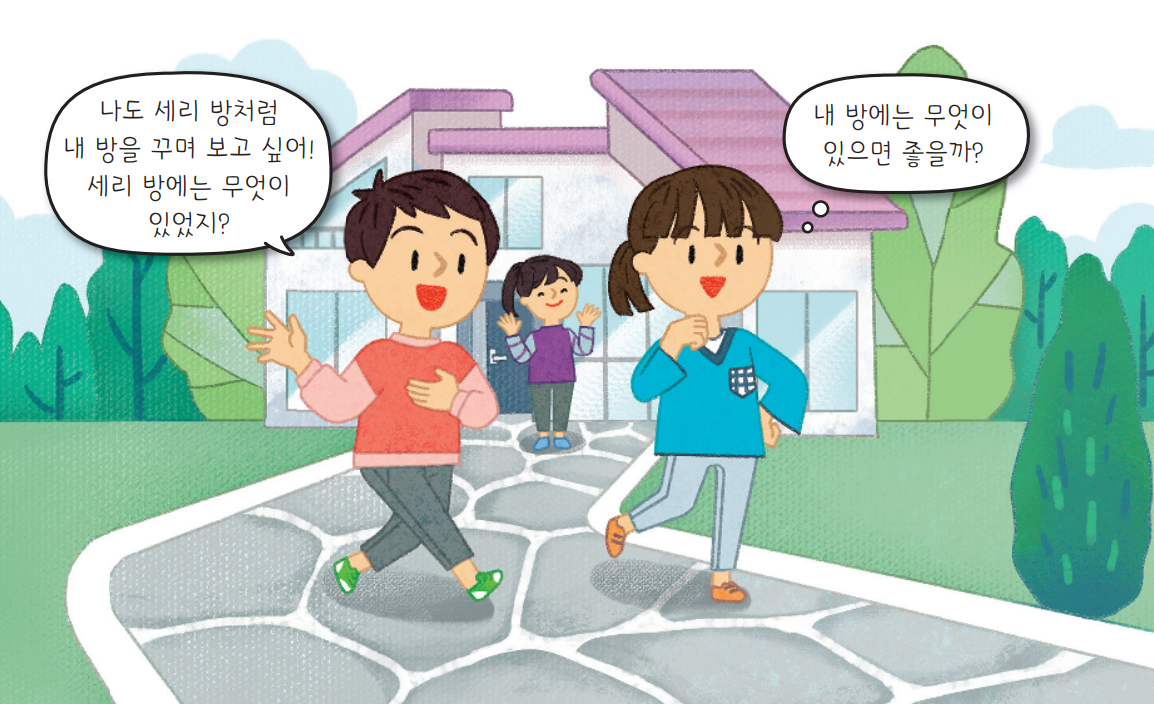 나도 세리 방처럼
내 방을 꾸며 보고 싶어!
세리 방에는 무엇이
있었지?
내 방에는 무엇이
있으면 좋을까?